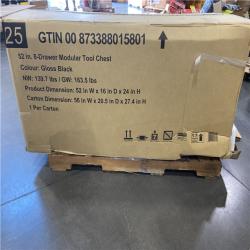 25
GTIN 00 873388015801
52 in. 8-Drawer Modular Tool Chest
Colour: Gloss Black
NW: 139.7 lbs / GW: 163.5 lbs
Product Dimension: 52 in W x 16 in D x 24 in H
Carton Dimension: 56 in W x 20.5 in D x 27.4 in H
1 Per Carton